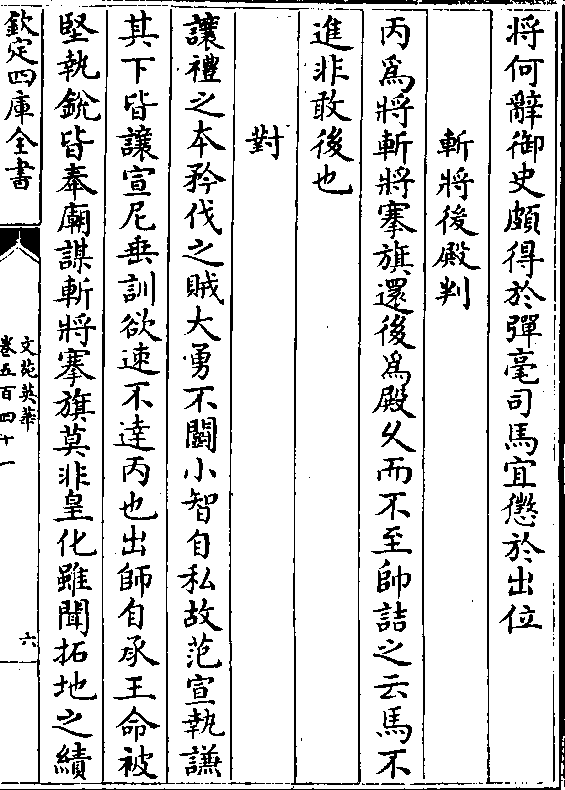 将何辭御史頗得於彈毫司馬宜懲於出位
斬將後殿判
丙爲將斬將搴旗還後爲殿久而不至帥詰之云馬不
進非敢後也
對
讓禮之本矜伐之賊大勇不鬬小智自私故范宣執謙
其下皆讓宣尼垂訓欲速不達丙也出師自承王命被
堅執銳皆奉廟謀斬將搴旗莫非皇化雖聞拓地之績
欽定四庫全書
文苑英華
卷五百四十一
六